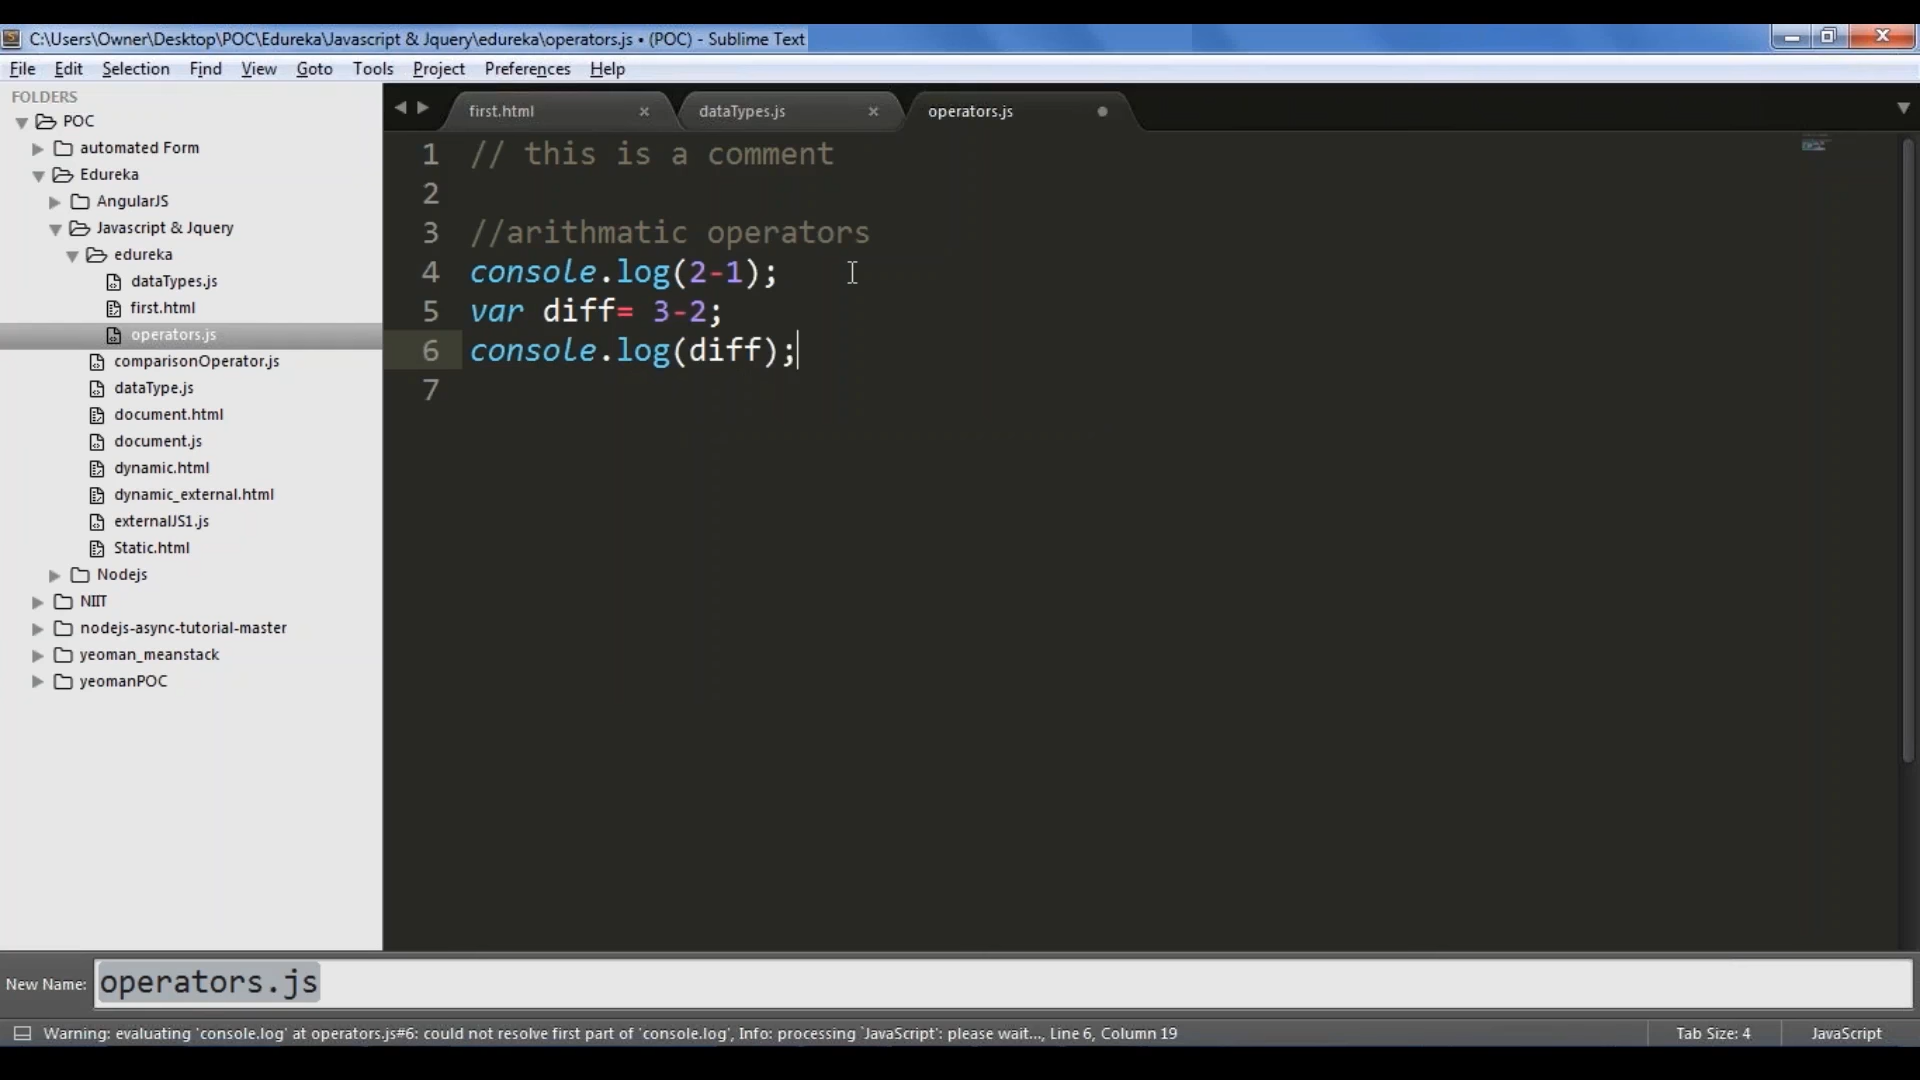 C:\Users\Owner\Desktop\POC\Edureka\Javascript & Jquery\edureka\operators.js • (POC) - Sublime Text
File Edit Selection Find View Goto Tools Project Preferences Help
FOLDERS
POC
automated Form
Edureka
AngularJS
Javascript & Jquery
edureka
dataTypes.js
first.html
operators.js
comparisonOperator.js
dataType.js
document.html
document.js
dynamic.html
dynamic_external.html
externalJS1.js
Static.html
Nodejs
NIIT
nodejs-async-tutorial-master
yeoman_meanstack
yeomanPOC
first.html dataTypes.js operators.js
1 // this is a comment
2
3 //arithmatic operators
4 console.log(2-1);
5 var diff= 3-2;
6 console.log(diff);
7
New Name: operators.js
Warning: evaluating 'console.log' at operators.js#6: could not resolve first part of 'console.log', Info: processing `JavaScript': please wait..., Line 6, Column 19 Tab Size: 4 JavaScript